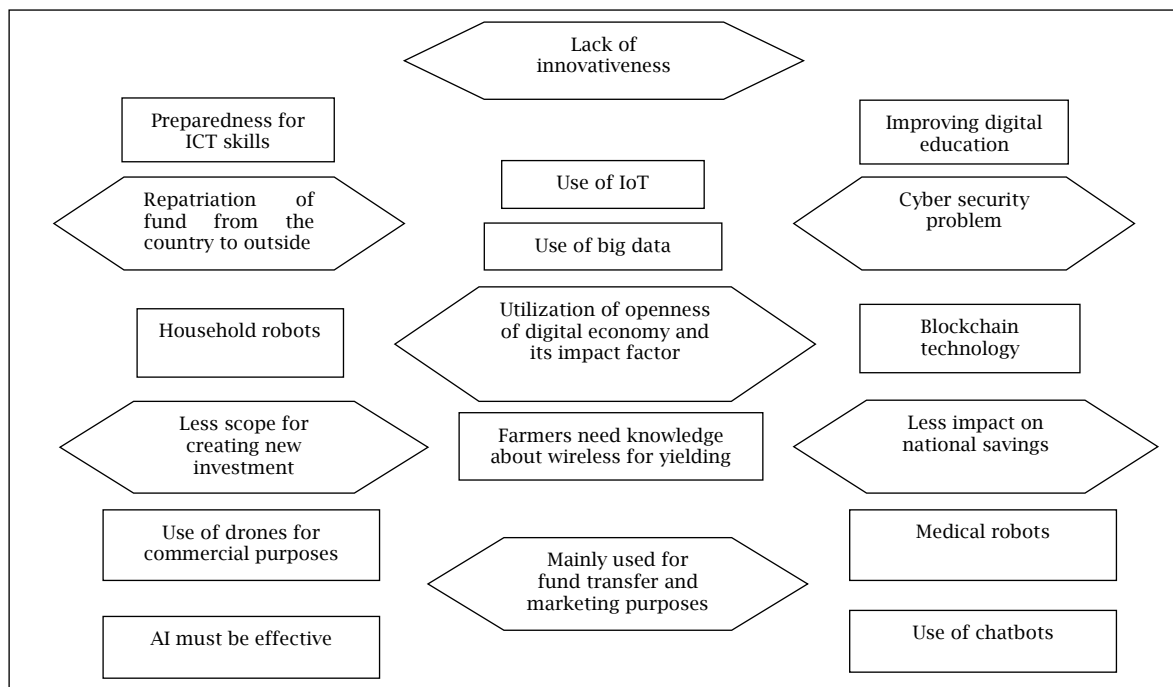 Lack of
innovativeness
Preparedness for
ICT skills
Improving digital
education
Use of IoT
Repatriation of
fund from the
country to outside
Cyber security
problem
Use of big data
Utilization of openness
of digital economy and
its impact factor
Household robots
Blockchain
technology
Less scope for
creating new
investment
Farmers need knowledge
about wireless for yielding
Less impact on
national savings
Use of drones for
commercial purposes
Medical robots
Mainly used for
fund transfer and
marketing purposes
AI must be effective
Use of chatbots